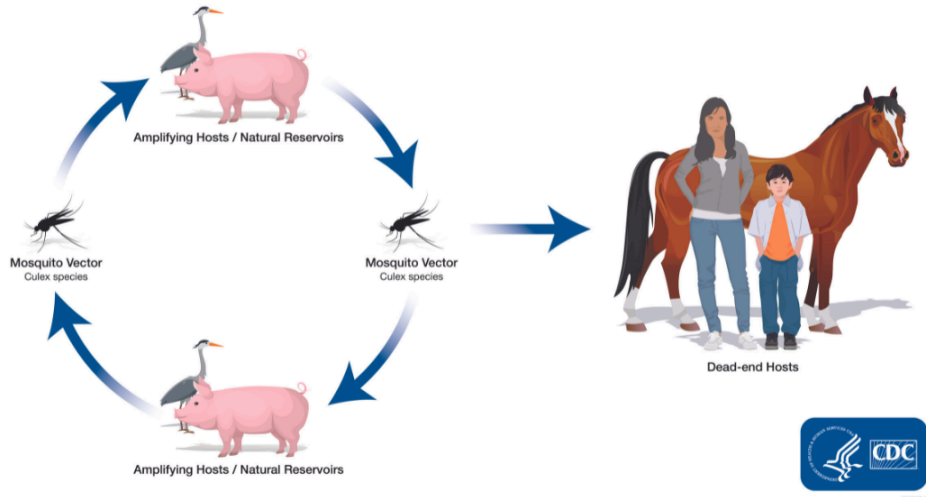 Amplifying Hosts / Natural Reservoirs
Mosquito Vector
Culex species
Mosquito Vector
Culex species
Dead-end Hosts
Amplifying Hosts / Natural Reservoirs
CDC